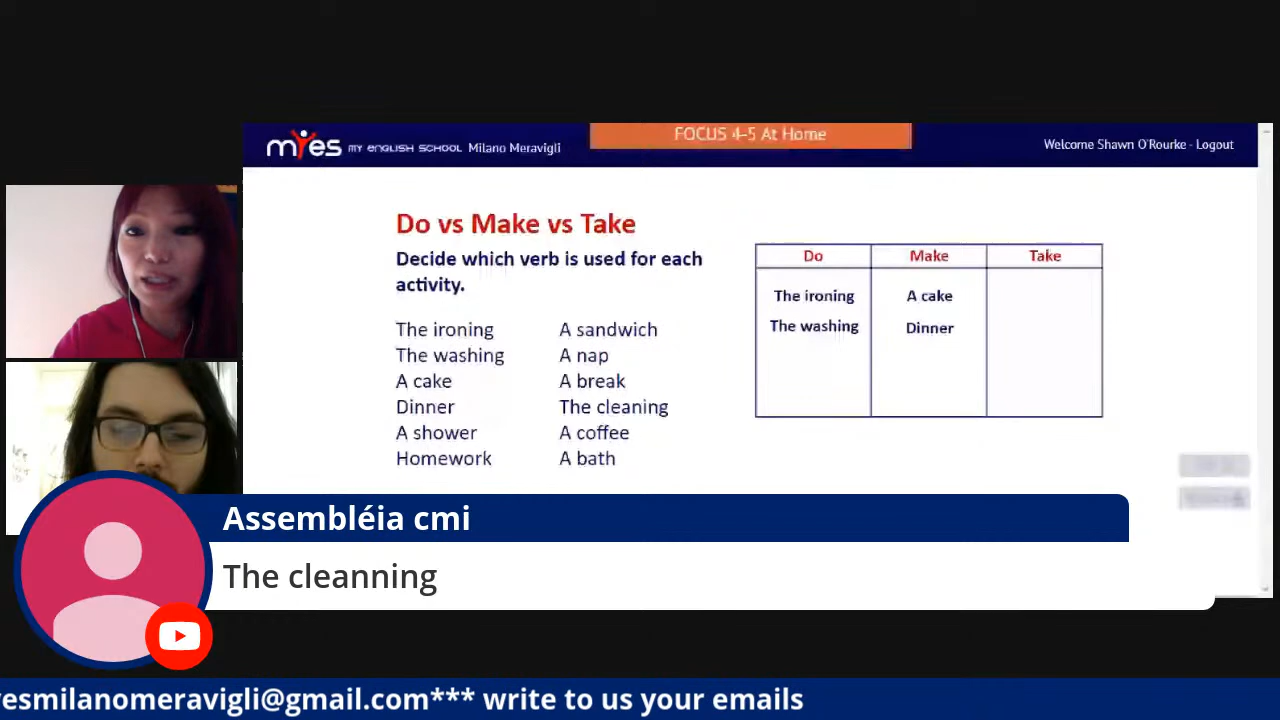 FOCUS 4-5 At Home
myes MY ENGLISH SCHOOL Milano Meravigli
Welcome Shawn O'Rourke - Logout
Do vs Make vs Take
Decide which verb is used for each
activity.
The ironing
The washing
A cake
Dinner
A shower
Homework
A sandwich
A nap
A break
The cleaning
A coffee
A bath
Do Make Take
The ironing A cake
The washing Dinner
Assembléia cmi
The cleanning
yesmilanomeravigli@gmail.com*** write to us your emails